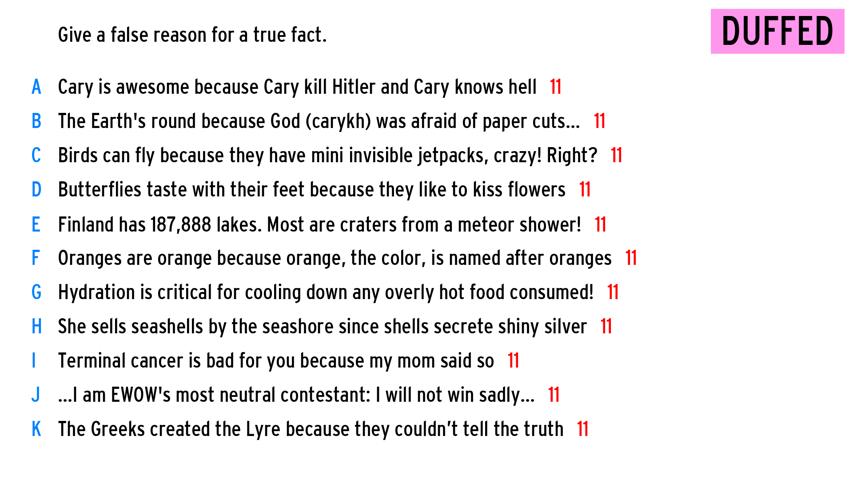 Give a false reason for a true fact.
DUFFED
A Cary is awesome because Cary kill Hitler and Cary knows hell 11
B The Earth's round because God (carykh) was afraid of paper cuts... 11
C Birds can fly because they have mini invisible jetpacks, crazy! Right? 11
D Butterflies taste with their feet because they like to kiss flowers 11
E Finland has 187,888 lakes. Most are craters from a meteor shower! 11
F Oranges are orange because orange, the color, is named after oranges 11
G Hydration is critical for cooling down any overly hot food consumed! 11
H She sells seashells by the seashore since shells secrete shiny silver 11
I Terminal cancer is bad for you because my mom said so 11
J ...I am EWOW's most neutral contestant: I will not win sadly... 11
K The Greeks created the Lyre because they couldn’t tell the truth 11